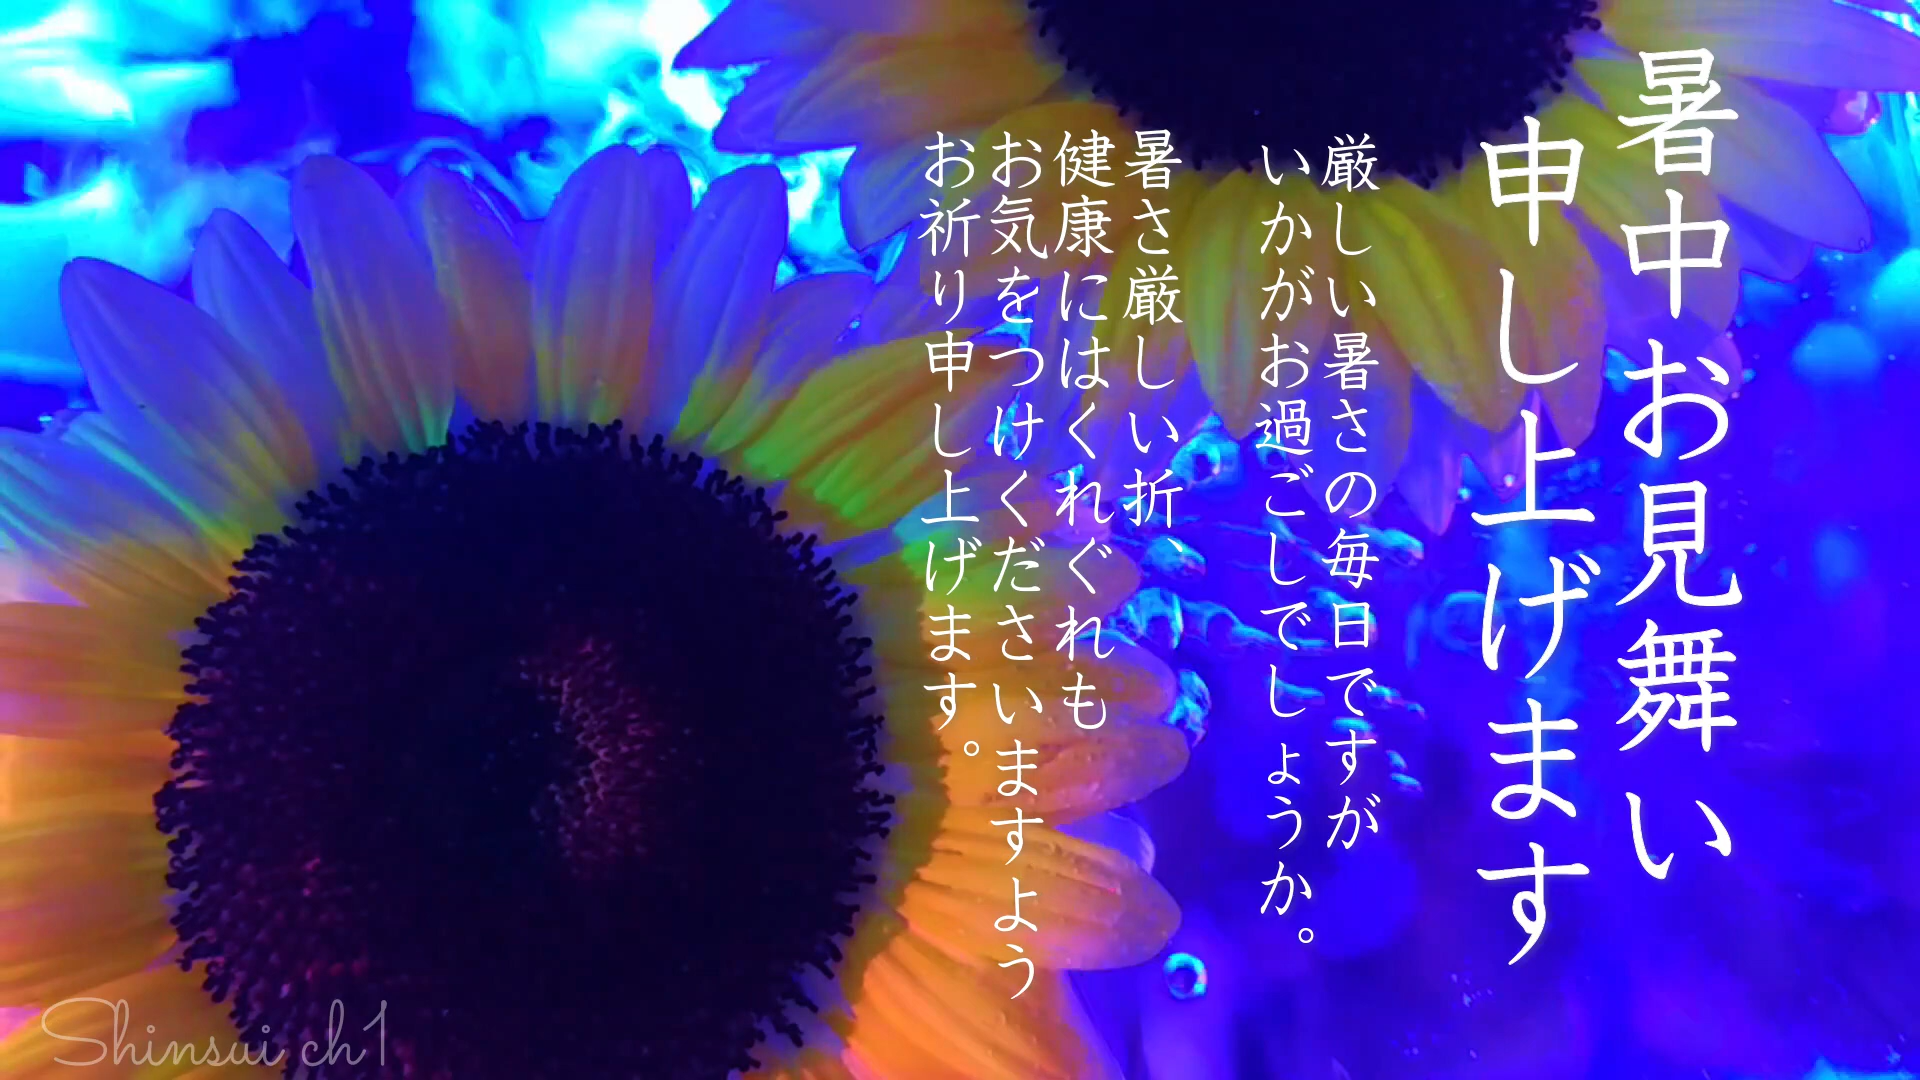 暑中お見舞い
申し上げます
厳しい暑さの毎日ですが
いかがお過ごしでしょうか。
暑さ厳しい折、
健康にはくれぐれも
お気をつけくださいますよう
お祈り申し上げます。
Shinsui ch1